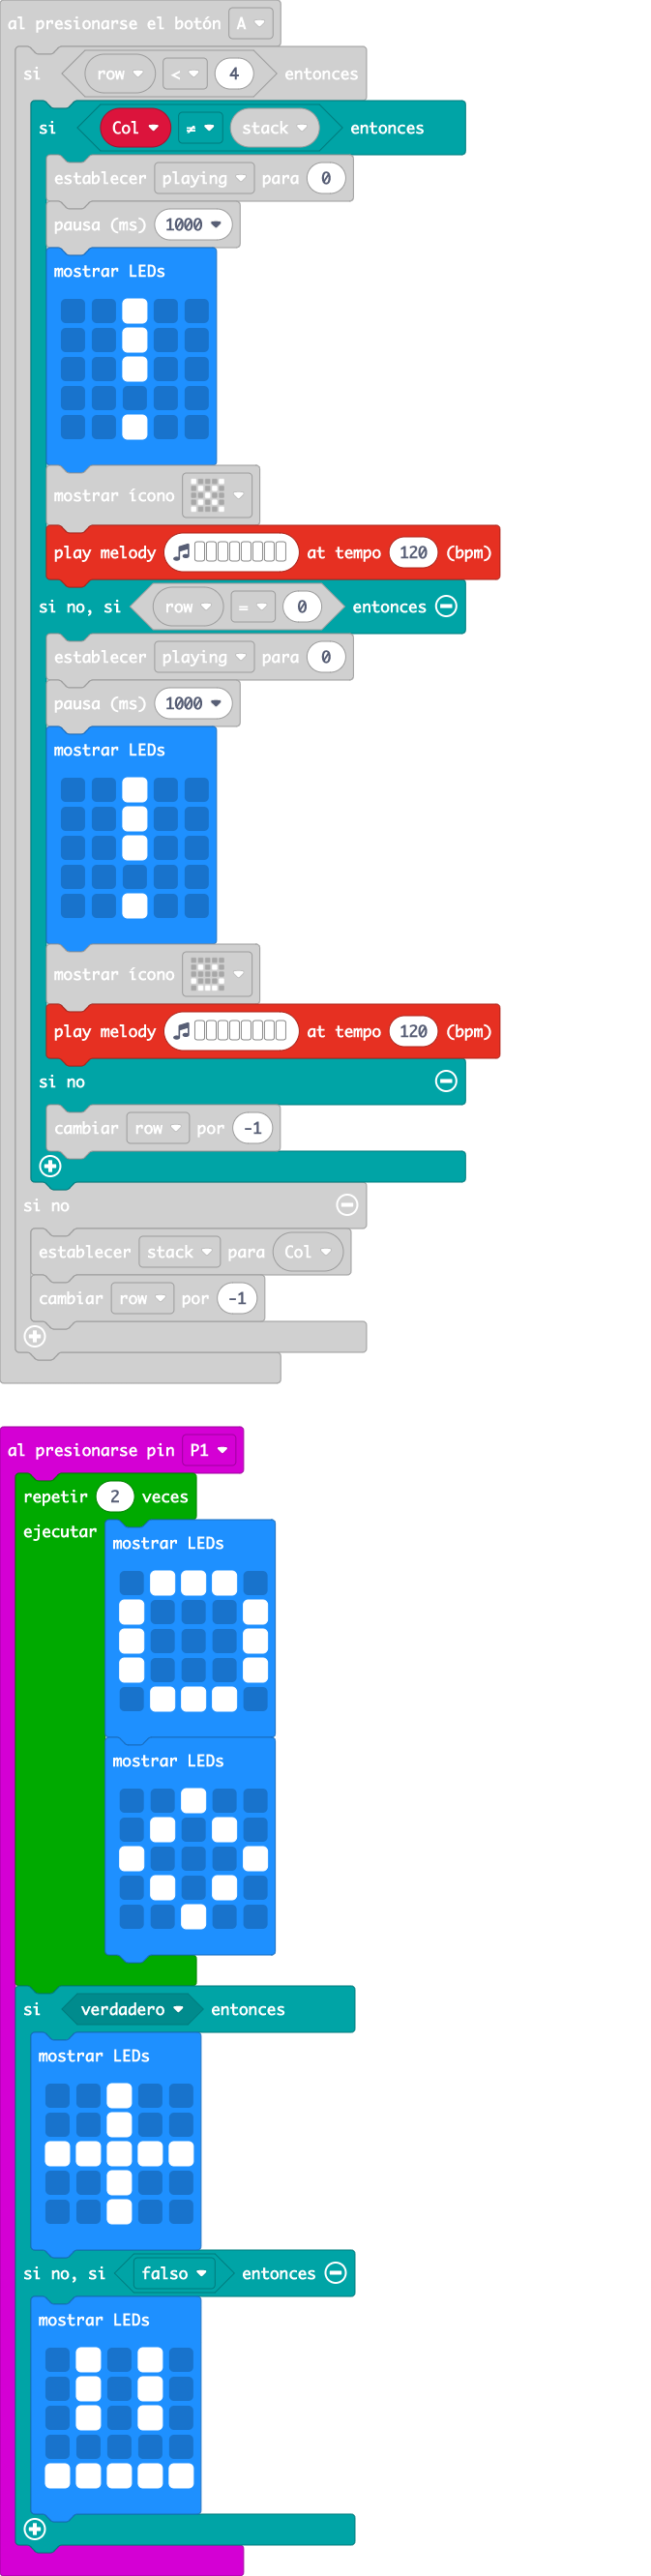 al presionarse el botón A
si row < 4 entonces
si Col ≠ stack entonces
establecer playing para 0
pausa (ms) 1000
mostrar LEDs
mostrar ícono
play melody at tempo 120 (bpm)
si no, si row = 0 entonces
establecer playing para 0
pausa (ms) 1000
mostrar LEDs
mostrar ícono
play melody at tempo 120 (bpm)
si no
cambiar row por -1
si no
establecer stack para Col
cambiar row por -1
al presionarse pin P1
repetir 2 veces
ejecutar
mostrar LEDs
mostrar LEDs
si verdadero entonces
mostrar LEDs
si no, si falso entonces
mostrar LEDs